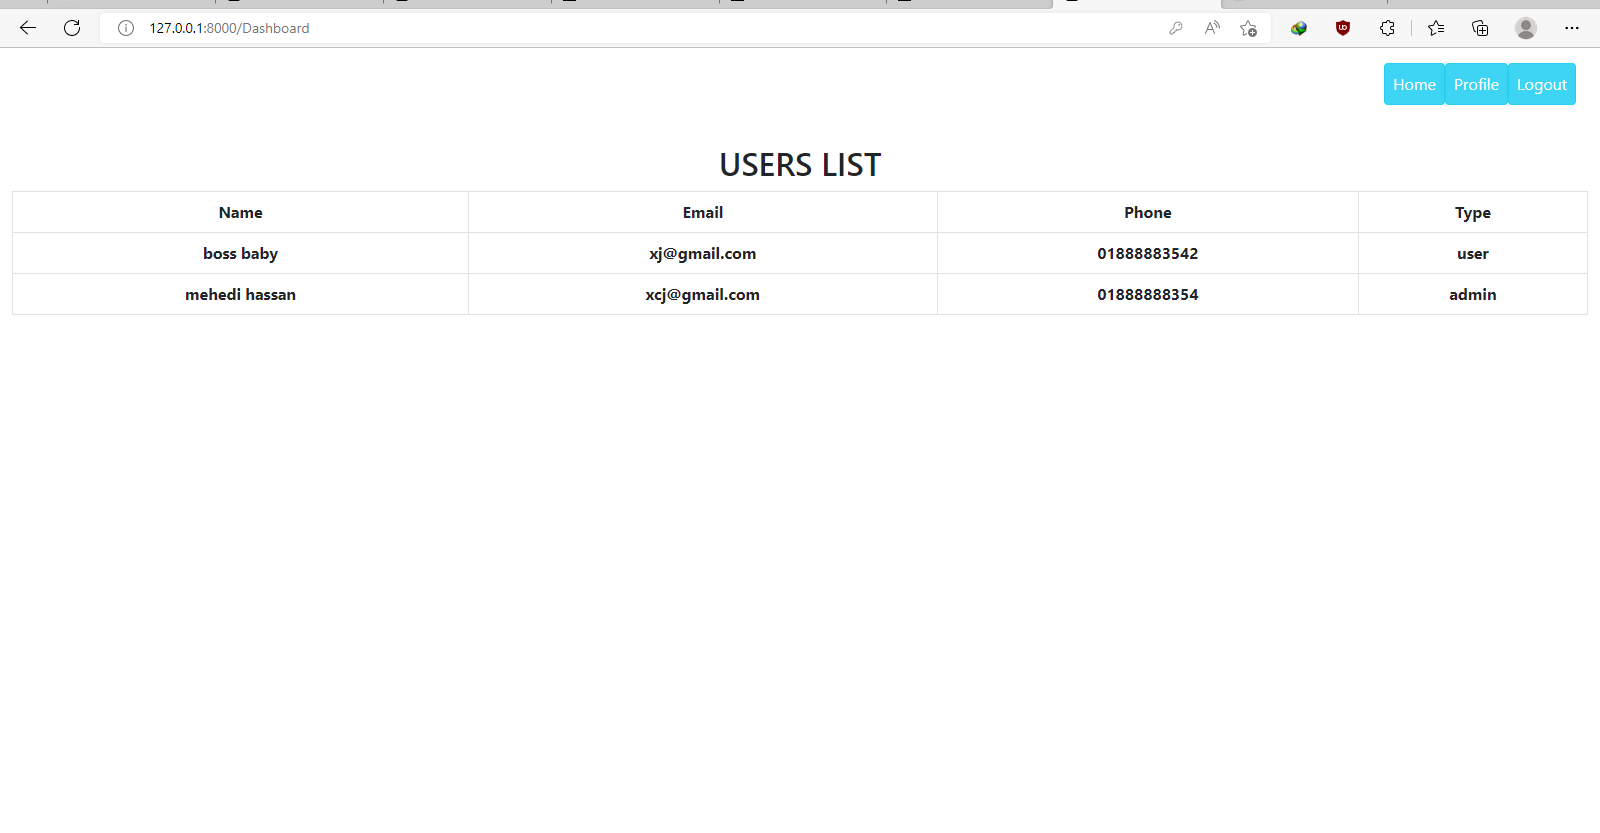 127.0.0.1:8000/Dashboard
Home Profile Logout
USERS LIST
Name Email Phone Type
boss baby xj@gmail.com 01888883542 user
mehedi hassan xcj@gmail.com 01888888354 admin